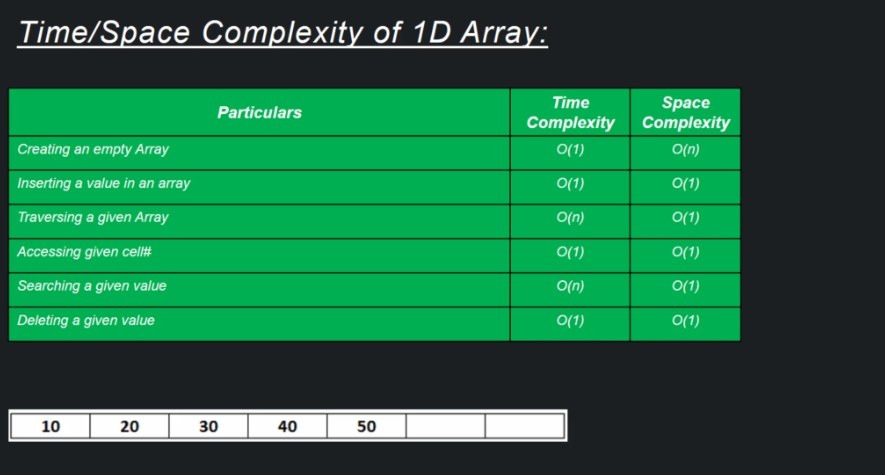 Time/Space Complexity of 1D Array:
Particulars Time Complexity Space Complexity
Creating an empty Array O(1) O(n)
Inserting a value in an array O(1) O(1)
Traversing a given Array O(n) O(1)
Accessing given cell# O(1) O(1)
Searching a given value O(n) O(1)
Deleting a given value O(1) O(1)
10 20 30 40 50